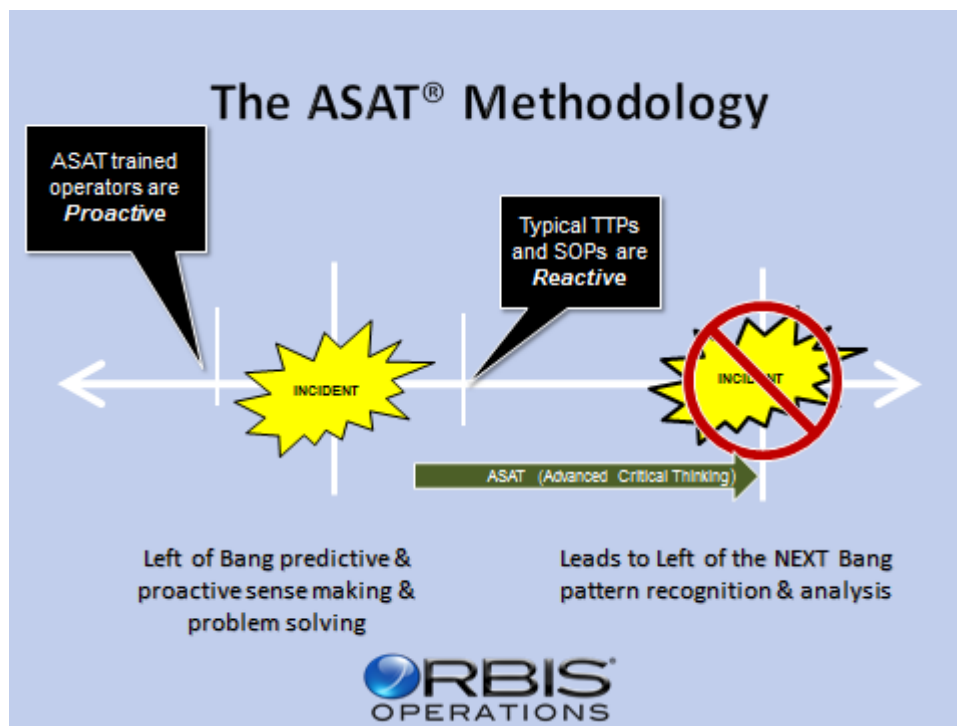 The ASAT® Methodology
ASAT trained
operators are
Proactive
Typical TTPs
and SOPs are
Reactive
INCIDENT
INCIDENT
ASAT (Advanced Critical Thinking)
Left of Bang predictive &
proactive sense making &
problem solving
Leads to Left of the NEXT Bang
pattern recognition & analysis
ORBIS®
OPERATIONS